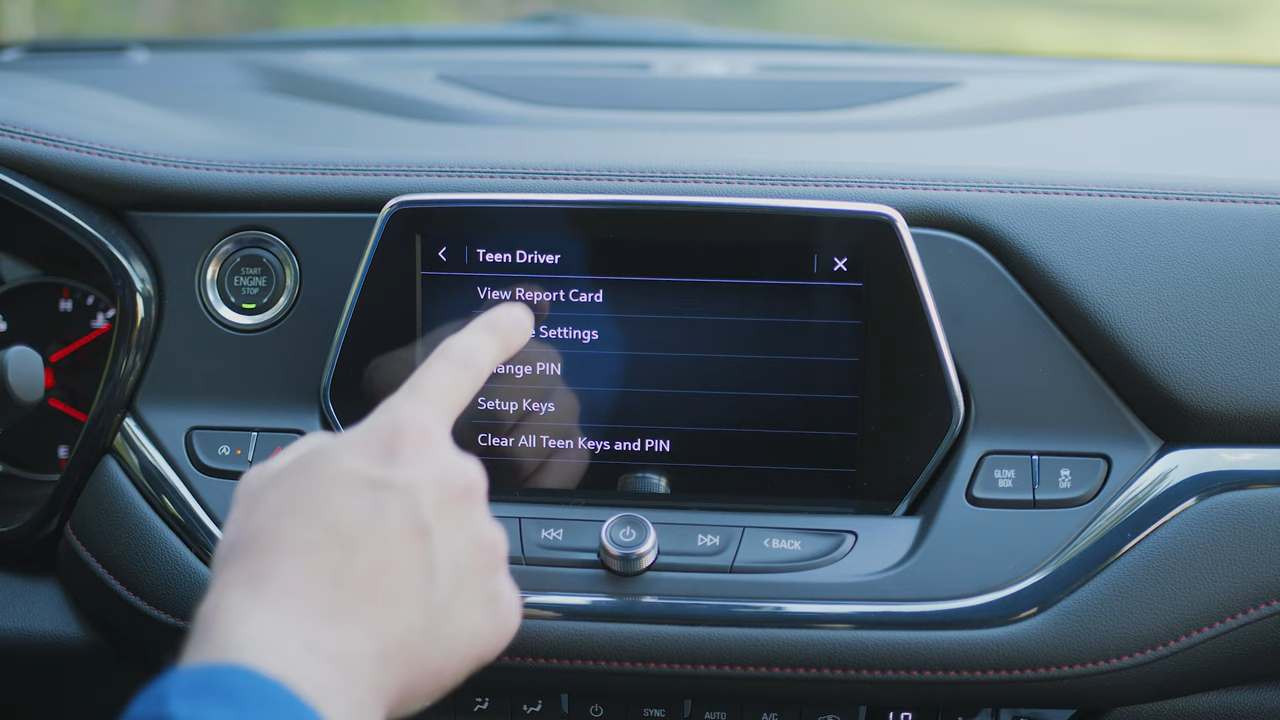 Teen Driver
View Report Card
Settings
PIN
Setup Keys
Clear All Teen Keys and PIN
START
ENGINE
STOP
H
E
GLOVE
BOX
OFF
BACK
SYNC
AUTO
A/C